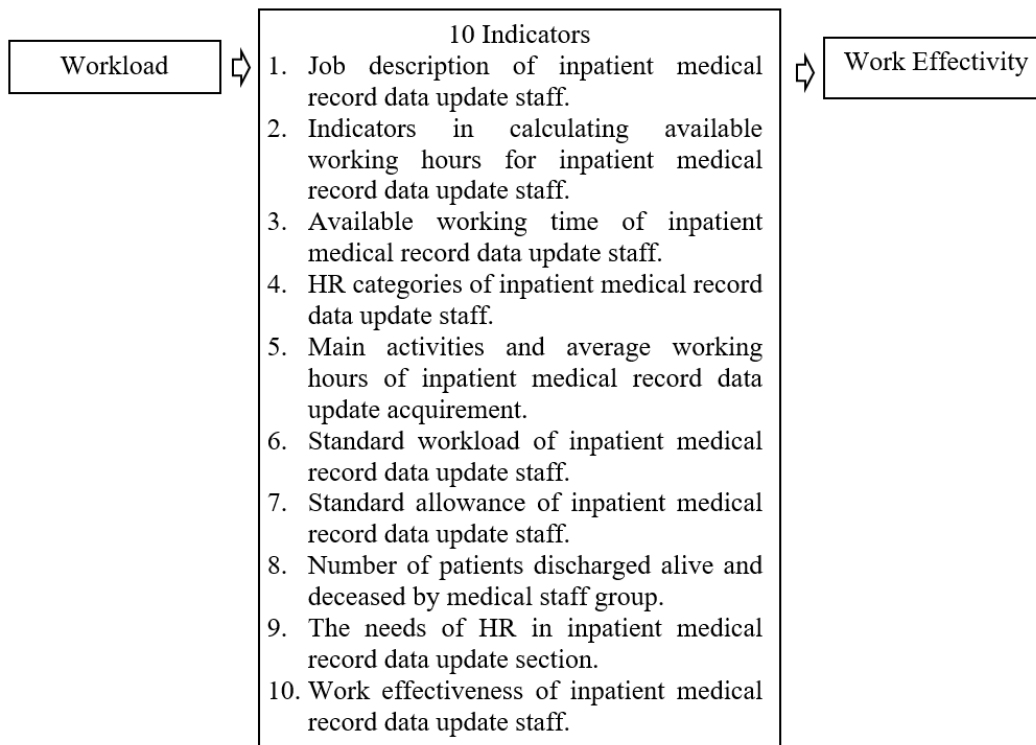 Workload
10 Indicators
1. Job description of inpatient medical
record data update staff.
2. Indicators in calculating available
working hours for inpatient medical
record data update staff.
3. Available working time of inpatient
medical record data update staff.
4. HR categories of inpatient medical record
data update staff.
5. Main activities and average working
hours of inpatient medical record data
update acquirement.
6. Standard workload of inpatient medical
record data update staff.
7. Standard allowance of inpatient medical
record data update staff.
8. Number of patients discharged alive and
deceased by medical staff group.
9. The needs of HR in inpatient medical
record data update section.
10. Work effectiveness of inpatient medical
record data update staff.
Work Effectivity